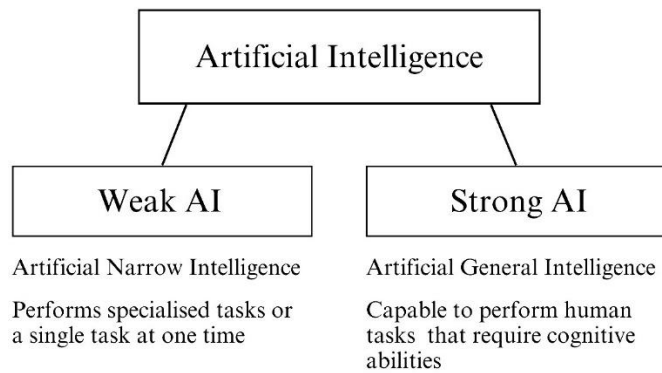 Artificial Intelligence
Weak AI
Strong AI
Artificial Narrow Intelligence
Performs specialised tasks or
a single task at one time
Artificial General Intelligence
Capable to perform human
tasks that require cognitive
abilities